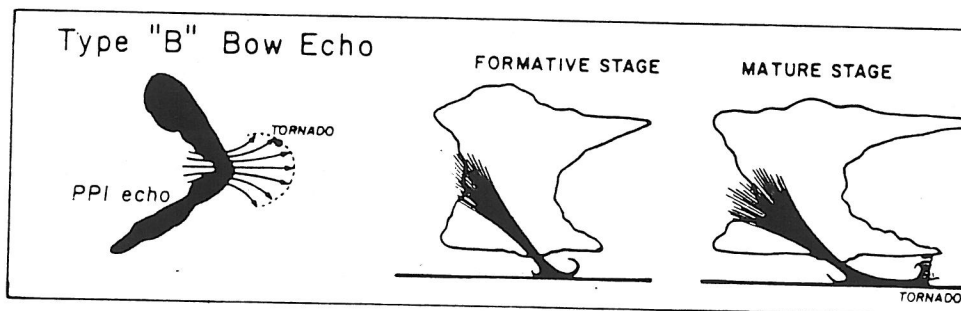 Type "B" Bow Echo
TORNADO
PPI echo
FORMATIVE STAGE
MATURE STAGE
TORNADO